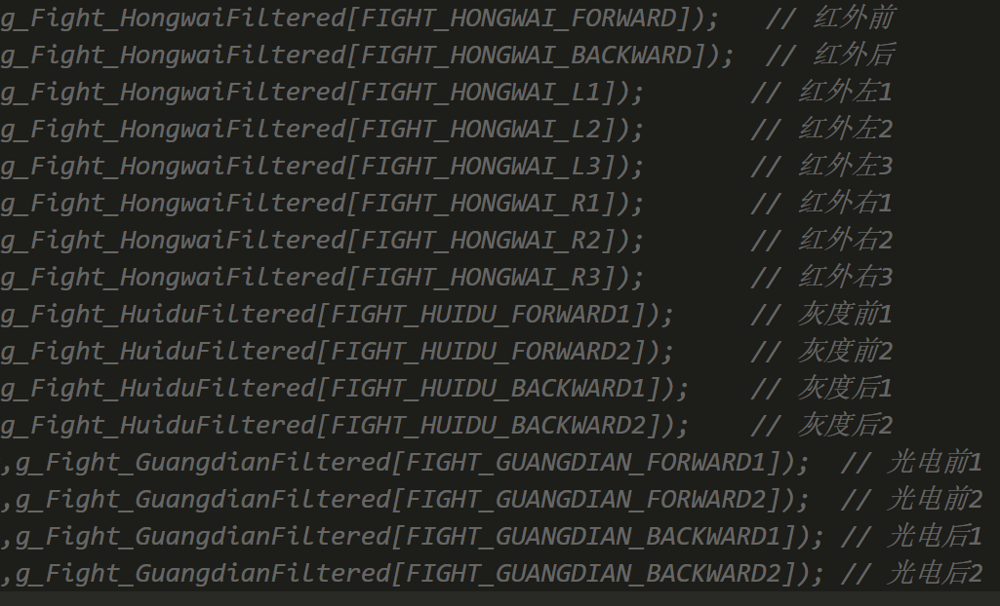 g_Fight_HongwaiFiltered[FIGHT_HONGWAI_FORWARD]);   // 红外前
g_Fight_HongwaiFiltered[FIGHT_HONGWAI_BACKWARD]);  // 红外后
g_Fight_HongwaiFiltered[FIGHT_HONGWAI_L1]);       // 红外左1
g_Fight_HongwaiFiltered[FIGHT_HONGWAI_L2]);       // 红外左2
g_Fight_HongwaiFiltered[FIGHT_HONGWAI_L3]);       // 红外左3
g_Fight_HongwaiFiltered[FIGHT_HONGWAI_R1]);       // 红外右1
g_Fight_HongwaiFiltered[FIGHT_HONGWAI_R2]);       // 红外右2
g_Fight_HongwaiFiltered[FIGHT_HONGWAI_R3]);       // 红外右3
g_Fight_HuiduFiltered[FIGHT_HUIDU_FORWARD1]);     // 灰度前1
g_Fight_HuiduFiltered[FIGHT_HUIDU_FORWARD2]);     // 灰度前2
g_Fight_HuiduFiltered[FIGHT_HUIDU_BACKWARD1]);    // 灰度后1
g_Fight_HuiduFiltered[FIGHT_HUIDU_BACKWARD2]);    // 灰度后2
,g_Fight_GuangdianFiltered[FIGHT_GUANGDIAN_FORWARD1]);  // 光电前1
,g_Fight_GuangdianFiltered[FIGHT_GUANGDIAN_FORWARD2]);  // 光电前2
,g_Fight_GuangdianFiltered[FIGHT_GUANGDIAN_BACKWARD1]); // 光电后1
,g_Fight_GuangdianFiltered[FIGHT_GUANGDIAN_BACKWARD2]); // 光电后2